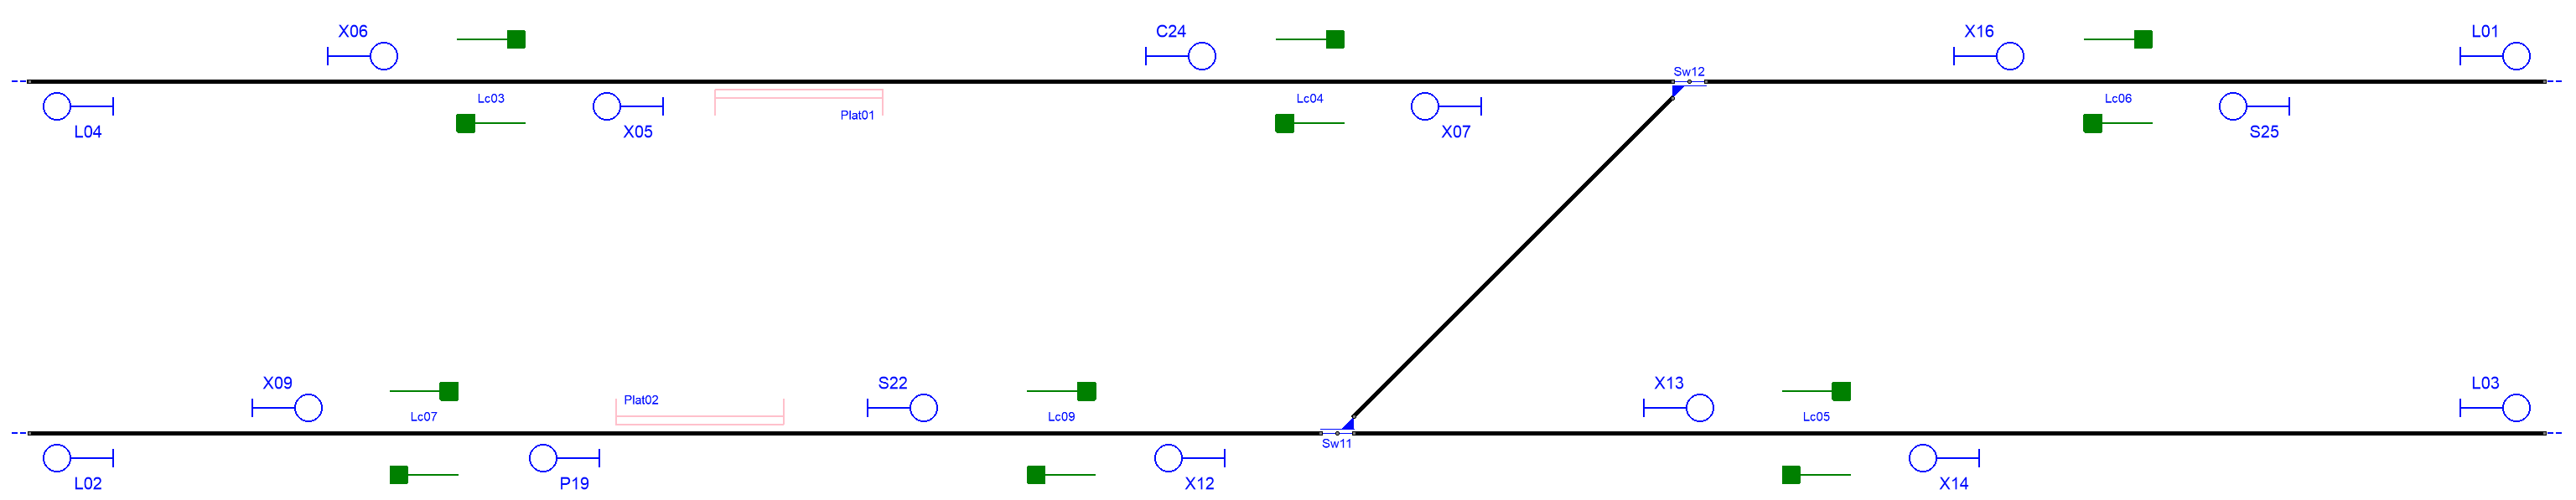 X06
C24
X16
L01
Sw12
Lc03
Lc04
Lc06
Plat01
L04
X05
X07
S25
X09
S22
X13
L03
Plat02
Lc07
Lc09
Lc05
Sw11
L02
P19
X12
X14